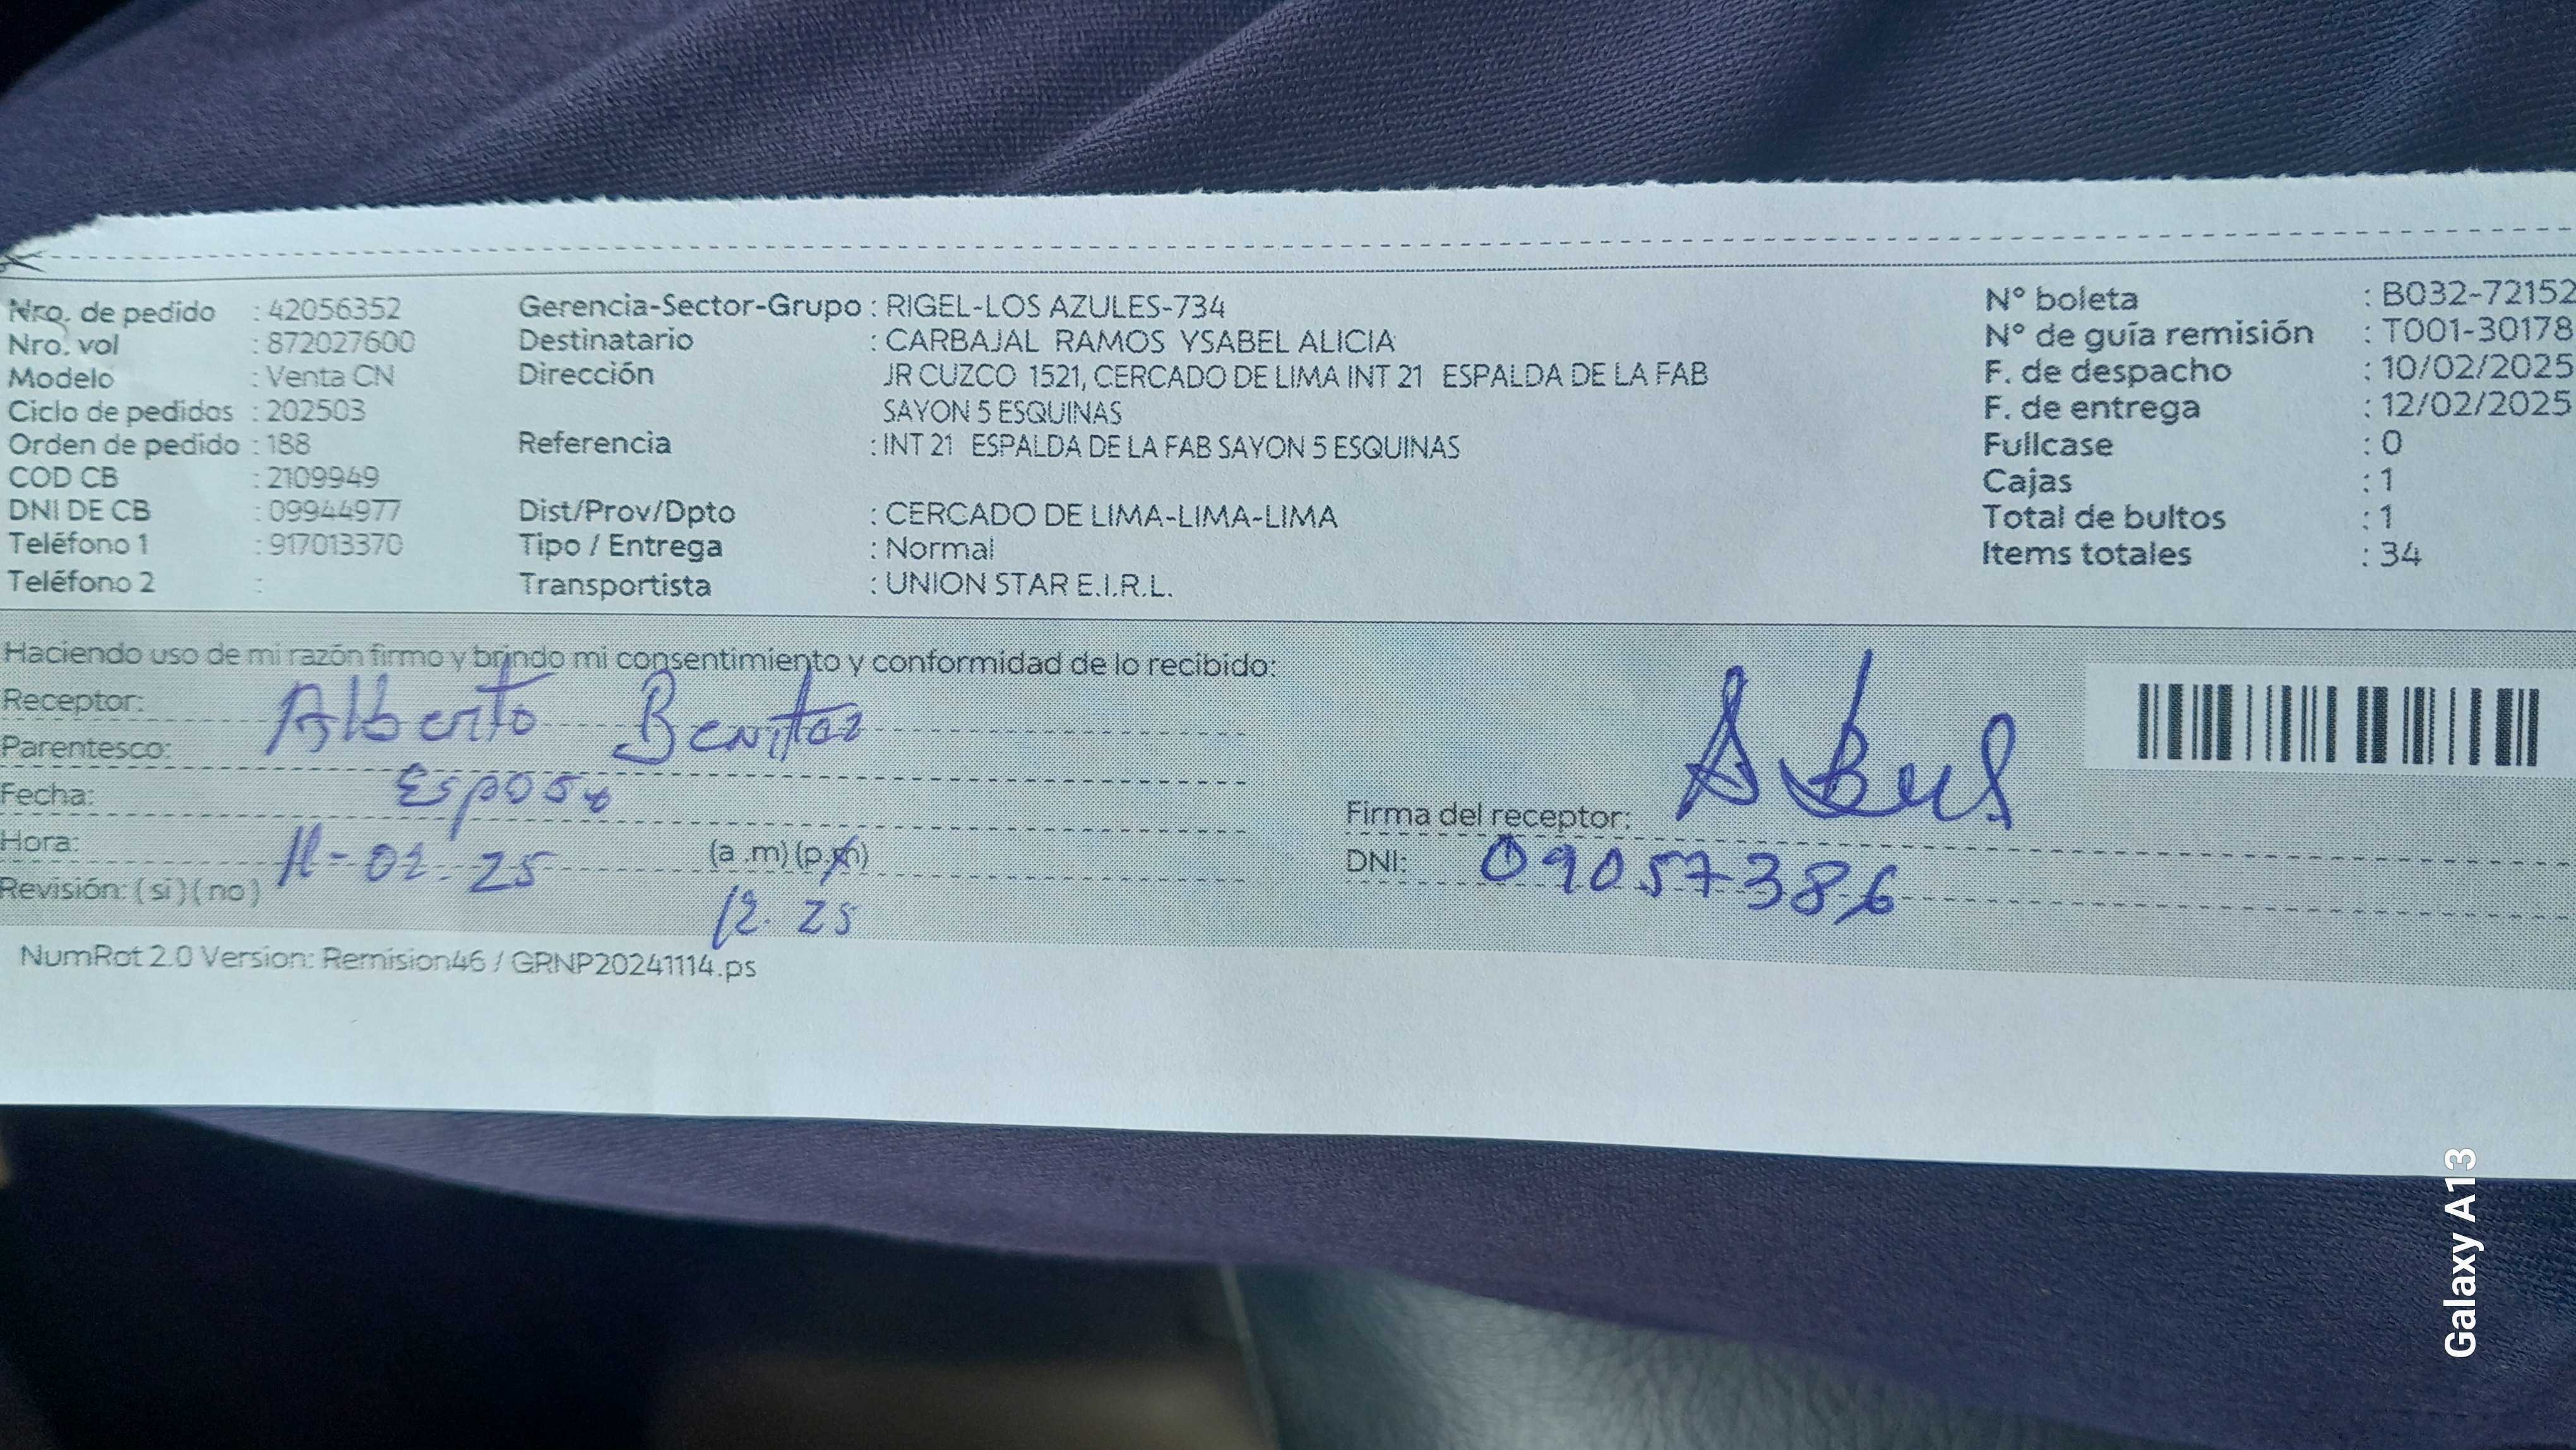 Nro. de pedido : 42056352
Nro. vol : 872027600
Modelo : Venta CN
Ciclo de pedidos : 202503
Orden de pedido : 188
COD CB : 2109949
DNI DE CB : 09944977
Teléfono 1 : 917013370
Teléfono 2 :
Gerencia-Sector-Grupo : RIGEL-LOS AZULES-734
Destinatario : CARBAJAL RAMOS YSABEL ALICIA
Dirección JR CUZCO 1521, CERCADO DE LIMA INT 21 ESPALDA DE LA FAB
SAYON 5 ESQUINAS
Referencia : INT 21 ESPALDA DE LA FAB SAYON 5 ESQUINAS
Dist/Prov/Dpto : CERCADO DE LIMA-LIMA-LIMA
Tipo / Entrega : Normal
Transportista : UNION STAR E.I.R.L.
N° boleta : B032-72152
N° de guía remisión : T001-30178
F. de despacho : 10/02/2025
F. de entrega : 12/02/2025
Fullcase : 0
Cajas : 1
Total de bultos : 1
Items totales : 34
Haciendo uso de mi razón firmo y brindo mi consentimiento y conformidad de lo recibido:
Receptor: Alberto Benitez
Parentesco: Esposo
Fecha: 11-02-25
Hora: (a .m) (p.m) 12. 25
Revisión: ( si ) ( no )
Firma del receptor:
DNI: 09057386
NumRot 2.0 Version: Remision46 / GRNP20241114.ps
Galaxy A13